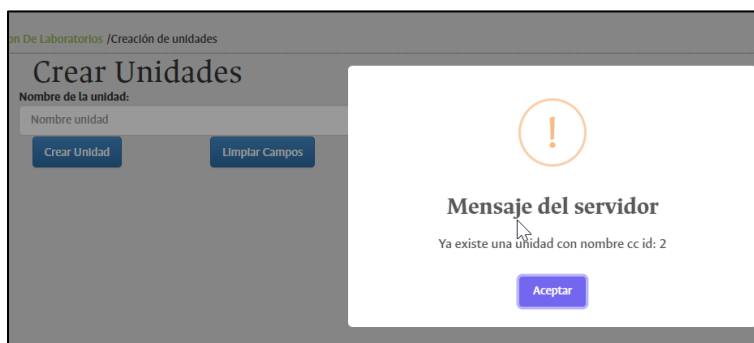 on De Laboratorios /Creación de unidades
Crear Unidades
Nombre de la unidad:
Nombre unidad
Crear Unidad
Limpiar Campos
!
Mensaje del servidor
Ya existe una unidad con nombre cc id: 2
Aceptar